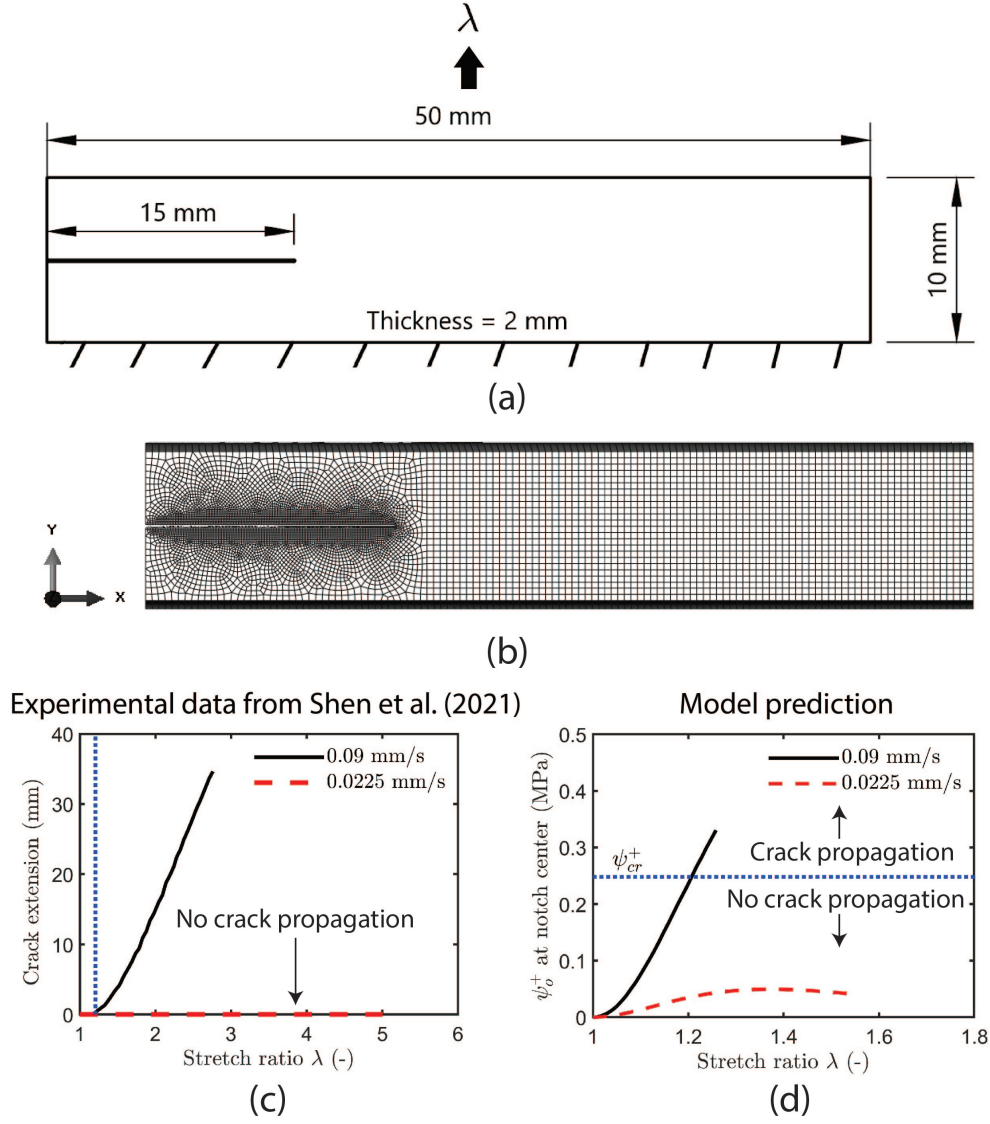 λ
50 mm
15 mm
10 mm
Thickness = 2 mm
(a)
Y
X
(b)
Experimental data from Shen et al. (2021)
Crack extension (mm)
40
30
20
10
0
0.09 mm/s
0.0225 mm/s
No crack propagation
1 2 3 4 5 6
Stretch ratio λ (-)
(c)
Model prediction
ψ₀⁺ at notch center (MPa)
0.5
0.4
0.3
0.2
0.1
0
0.09 mm/s
0.0225 mm/s
ψ_cr⁺
Crack propagation
No crack propagation
1 1.2 1.4 1.6 1.8
Stretch ratio λ (-)
(d)